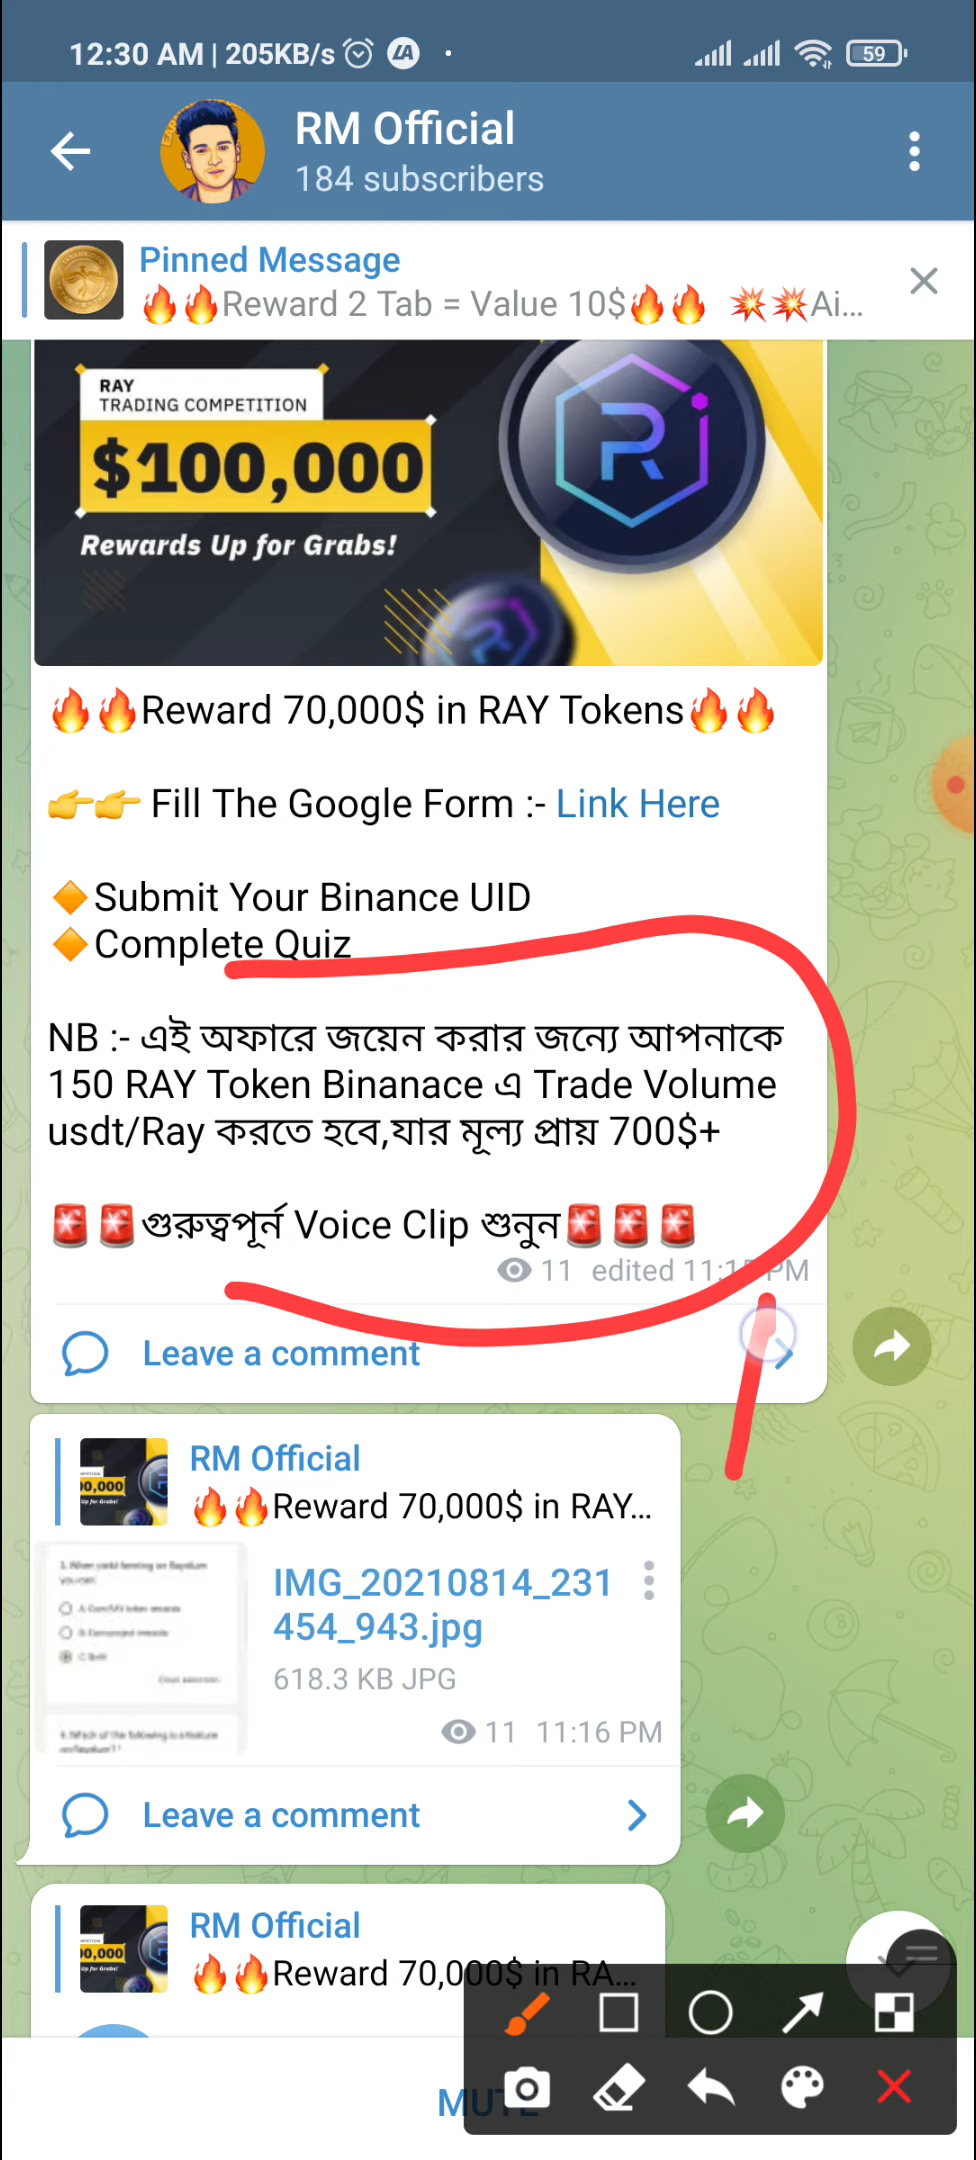 12:30 AM | 205KB/s
59
RM Official
184 subscribers
Pinned Message
🔥🔥Reward 2 Tab = Value 10$🔥🔥 💥💥Ai...
RAY
TRADING COMPETITION
$100,000
Rewards Up for Grabs!
🔥🔥Reward 70,000$ in RAY Tokens🔥🔥
👉👉 Fill The Google Form :- Link Here
🔶Submit Your Binance UID
🔶Complete Quiz
NB :- এই অফারে জয়েন করার জন্যে আপনাকে
150 RAY Token Binanace এ Trade Volume
usdt/Ray করতে হবে,যার মূল্য প্রায় 700$+
🚨🚨গুরুত্বপূর্ন Voice Clip শুনুন🚨🚨🚨
11 edited 11:15 PM
Leave a comment
RM Official
🔥🔥Reward 70,000$ in RAY...
IMG_20210814_231
454_943.jpg
618.3 KB JPG
11 11:16 PM
Leave a comment
RM Official
🔥🔥Reward 70,000$ in RA...
MUTE